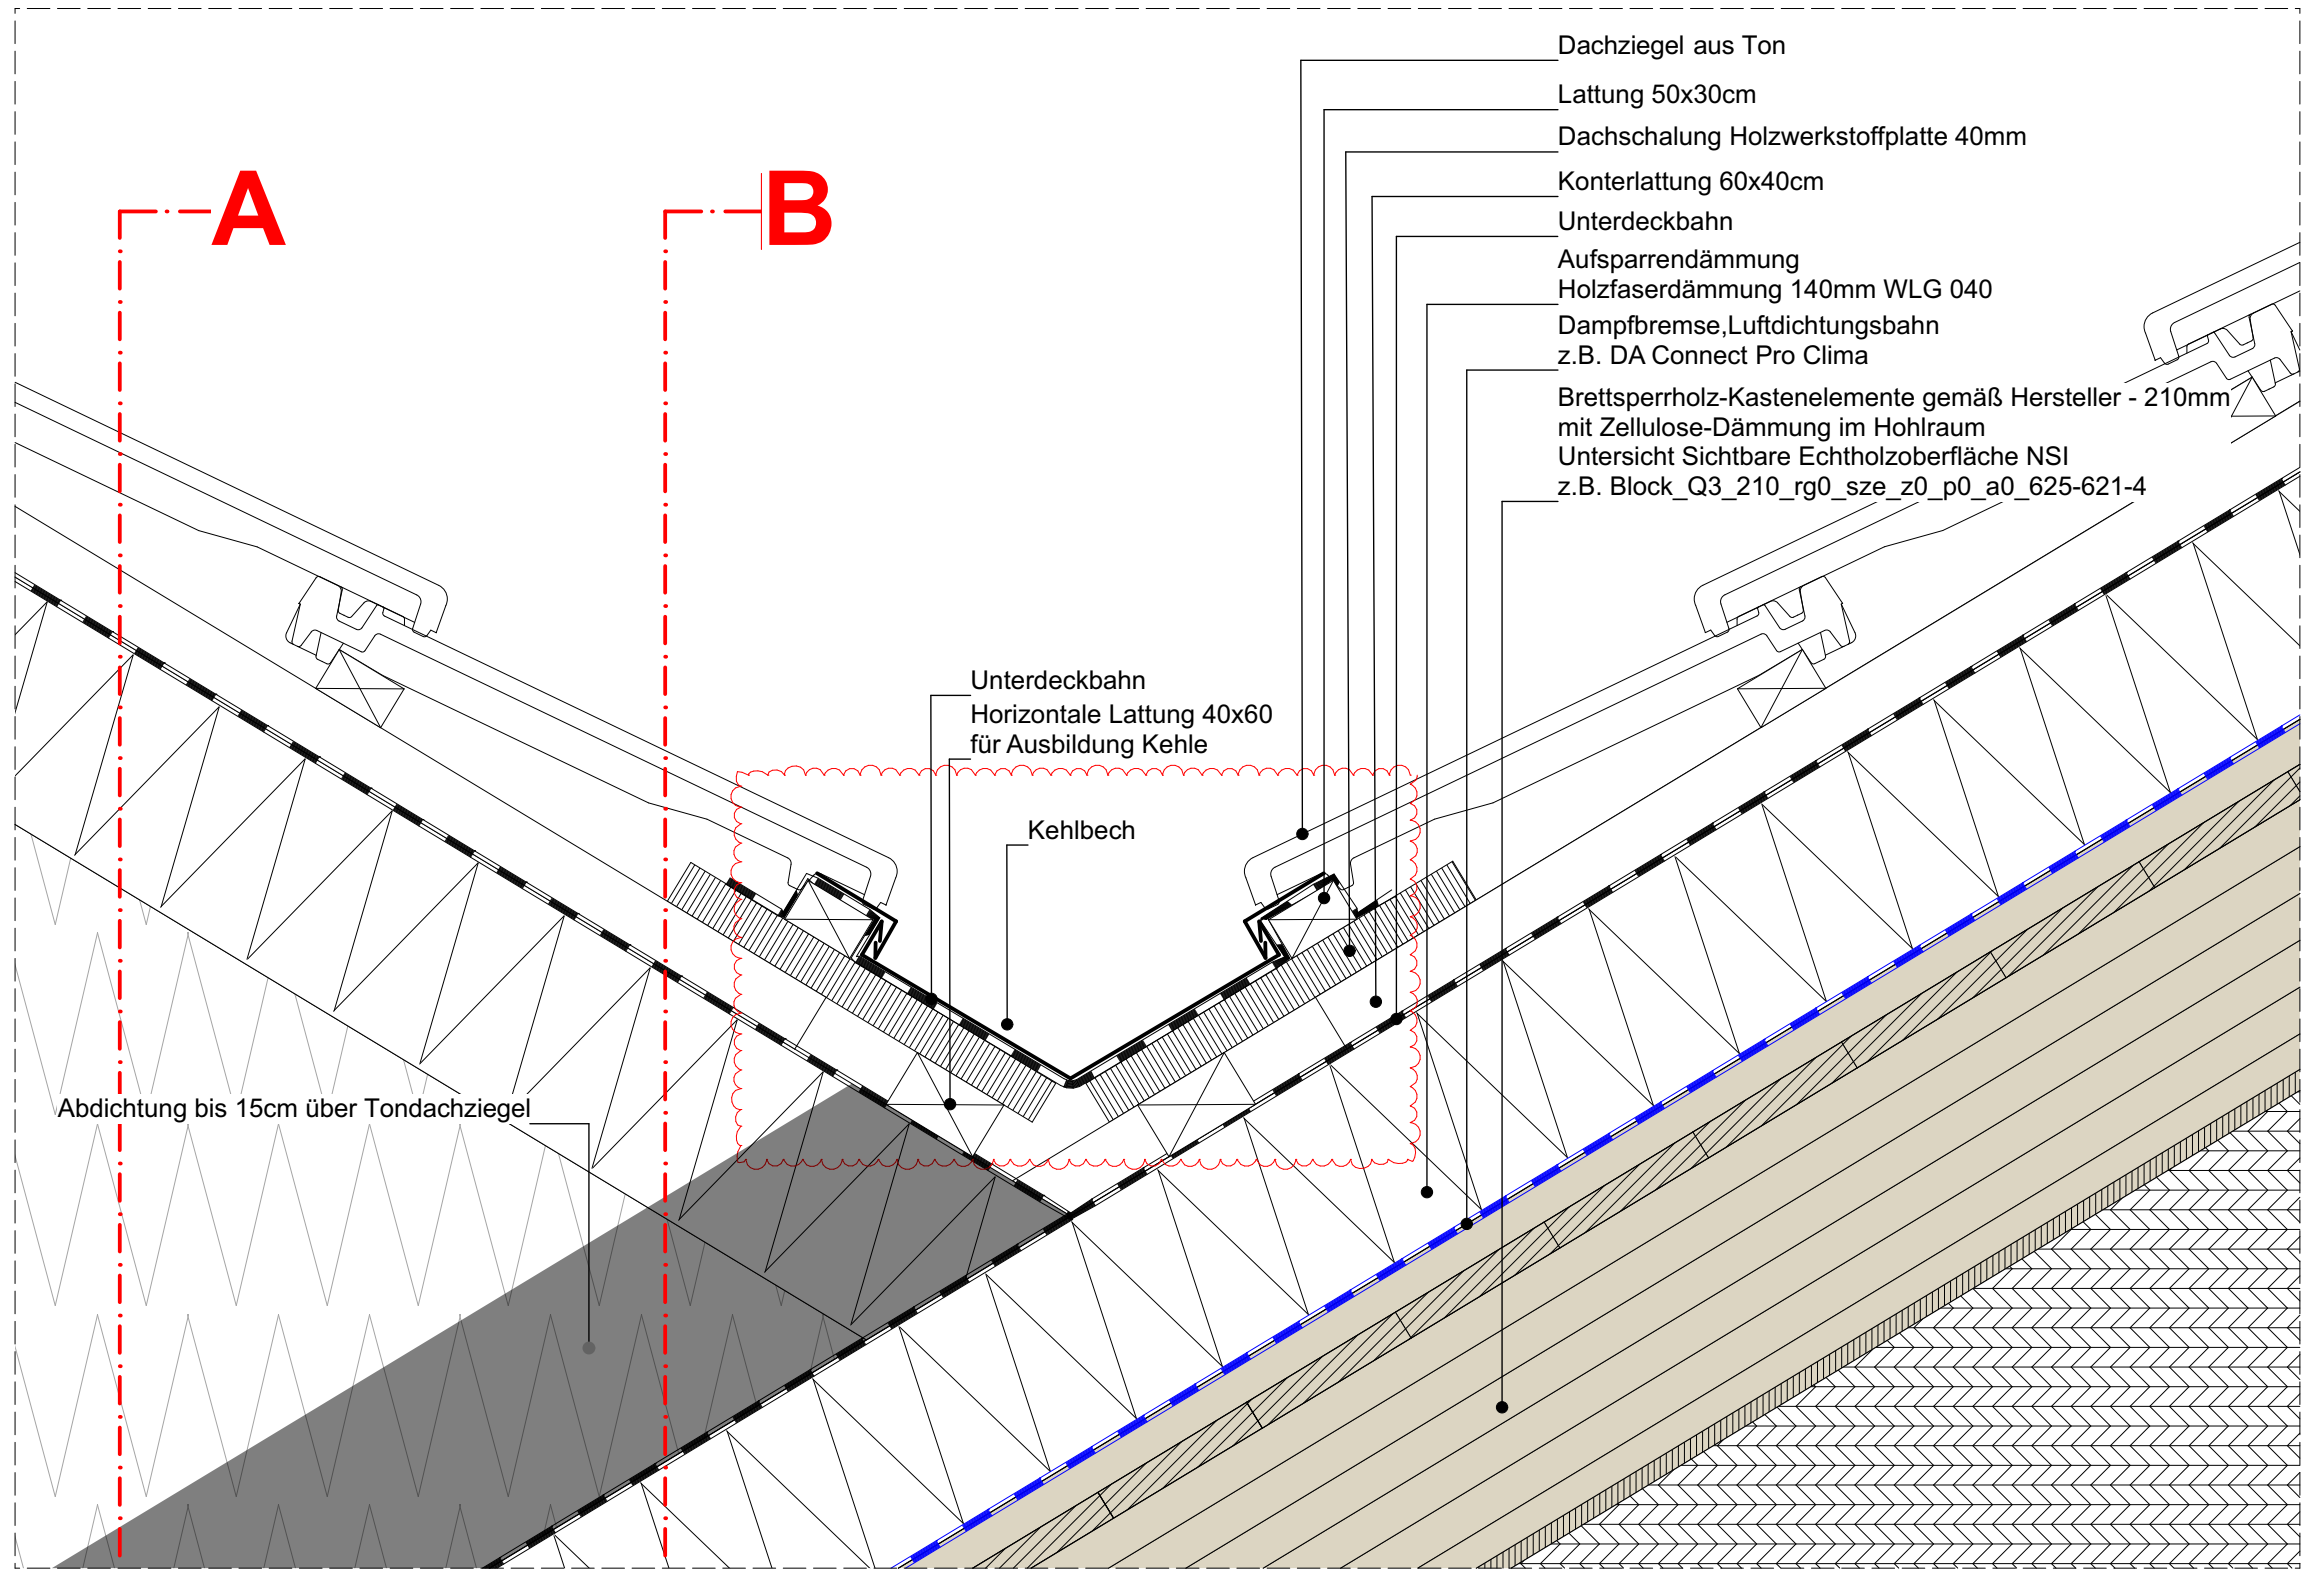 Dachziegel aus Ton
Lattung 50x30cm
Dachschalung Holzwerkstoffplatte 40mm
Konterlattung 60x40cm
Unterdeckbahn
Aufsparrendämmung
Holzfaserdämmung 140mm WLG 040
Dampfbremse,Luftdichtungsbahn
z.B. DA Connect Pro Clima
Brettsperrholz-Kastenelemente gemäß Hersteller - 210mm
mit Zellulose-Dämmung im Hohlraum
Untersicht Sichtbare Echtholzoberfläche NSI
z.B. Block_Q3_210_rg0_sze_z0_p0_a0_625-621-4
A
B
Unterdeckbahn
Horizontale Lattung 40x60
für Ausbildung Kehle
Kehlbech
Abdichtung bis 15cm über Tondachziegel